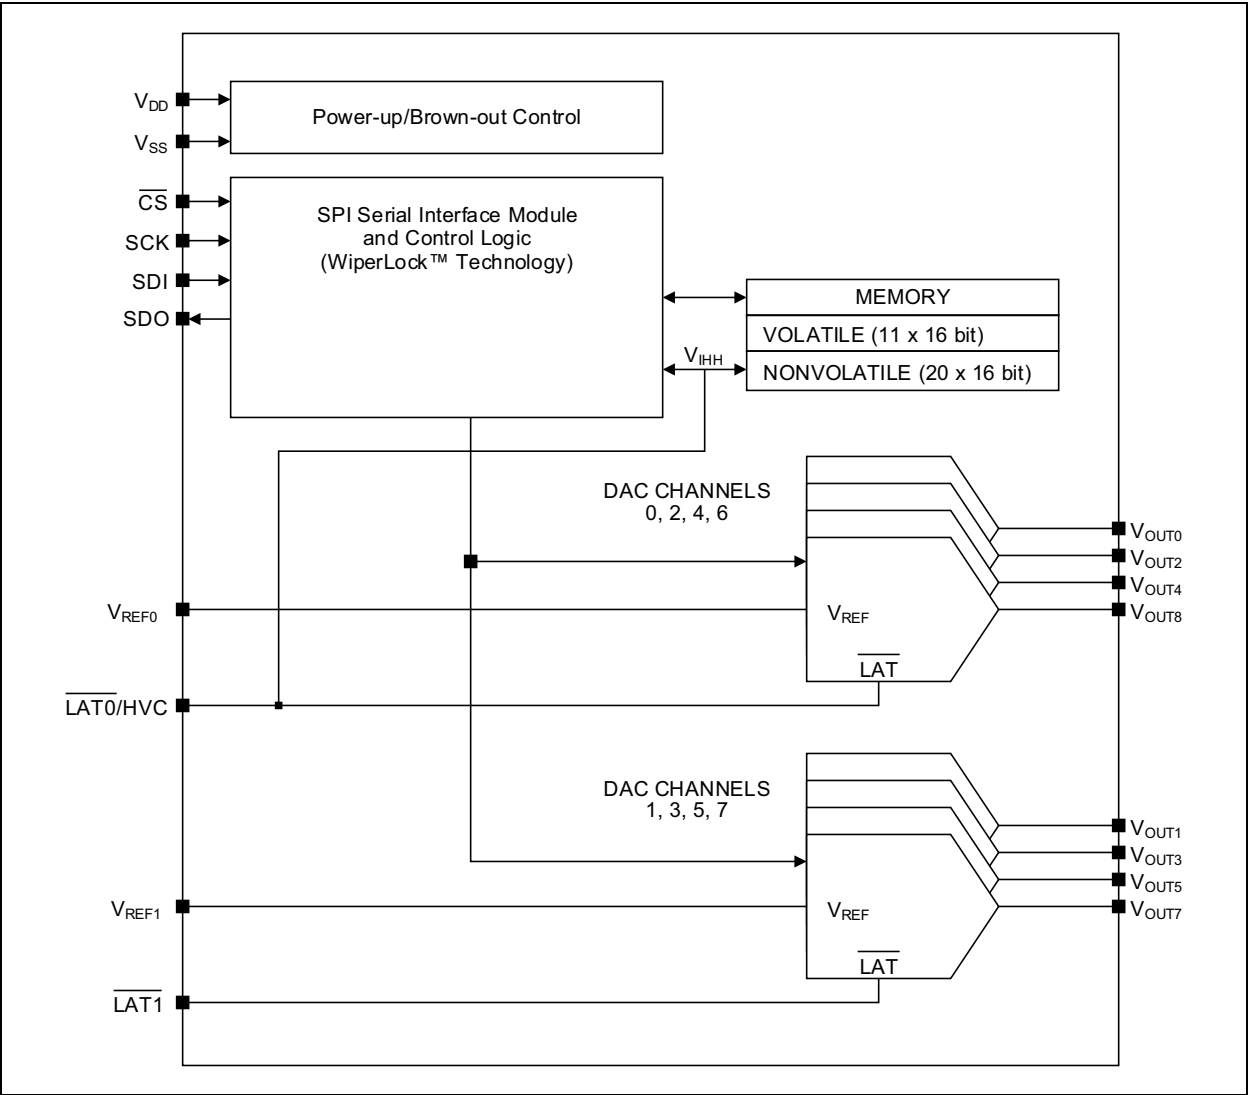 VDD
Power-up/Brown-out Control
VSS
CS
SCK
SDI
SDO
SPI Serial Interface Module
and Control Logic
(WiperLock™ Technology)
MEMORY
VOLATILE (11 x 16 bit)
VIHH
NONVOLATILE (20 x 16 bit)
DAC CHANNELS
0, 2, 4, 6
VOUT0
VOUT2
VOUT4
VOUT8
VREF0
VREF
LAT
LAT0/HVC
DAC CHANNELS
1, 3, 5, 7
VOUT1
VOUT3
VOUT5
VOUT7
VREF1
VREF
LAT
LAT1